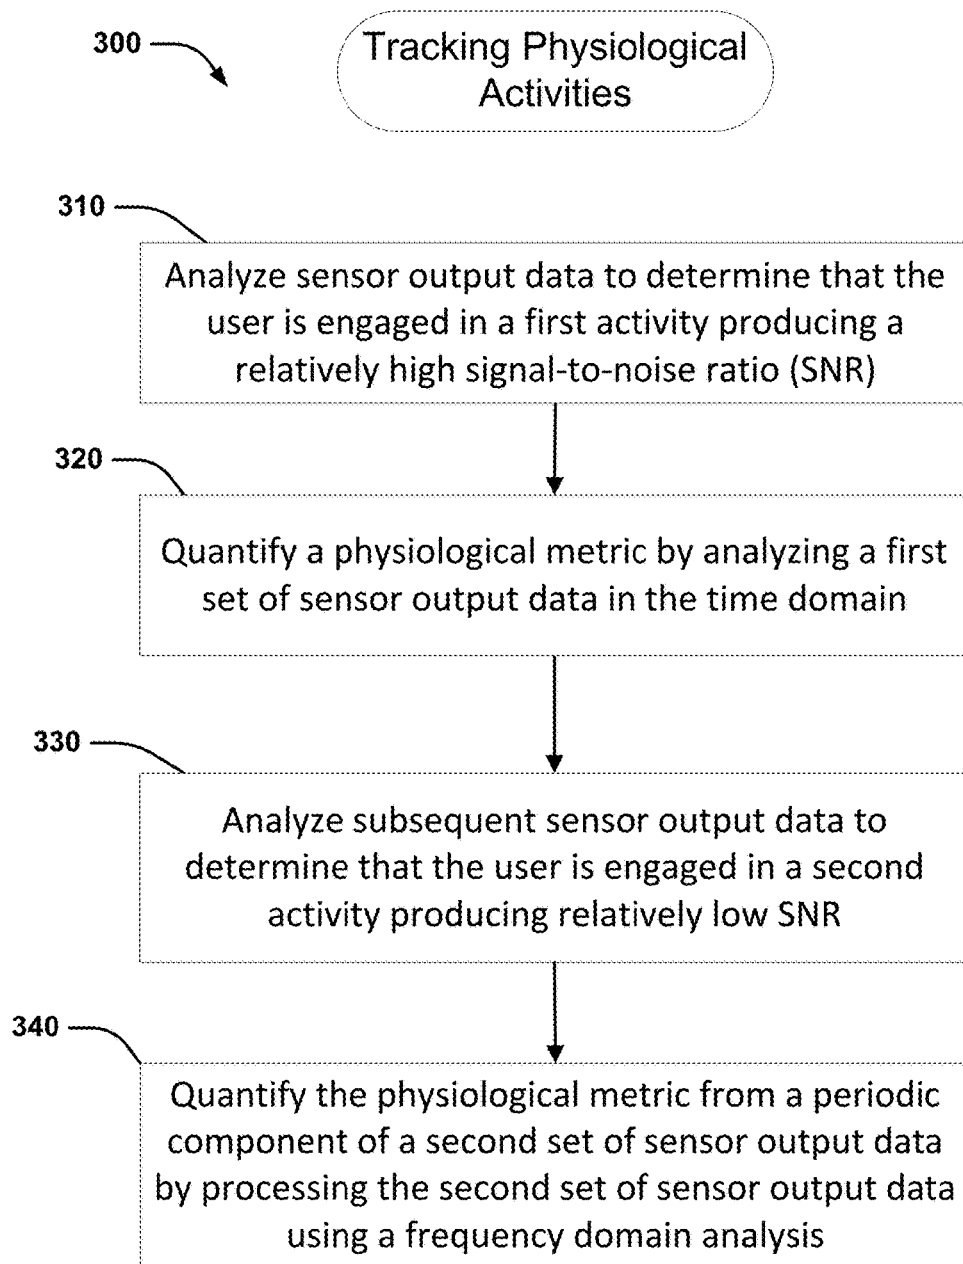 300
Tracking Physiological
Activities
310
Analyze sensor output data to determine that the
user is engaged in a first activity producing a
relatively high signal-to-noise ratio (SNR)
320
Quantify a physiological metric by analyzing a first
set of sensor output data in the time domain
330
Analyze subsequent sensor output data to
determine that the user is engaged in a second
activity producing relatively low SNR
340
Quantify the physiological metric from a periodic
component of a second set of sensor output data
by processing the second set of sensor output data
using a frequency domain analysis